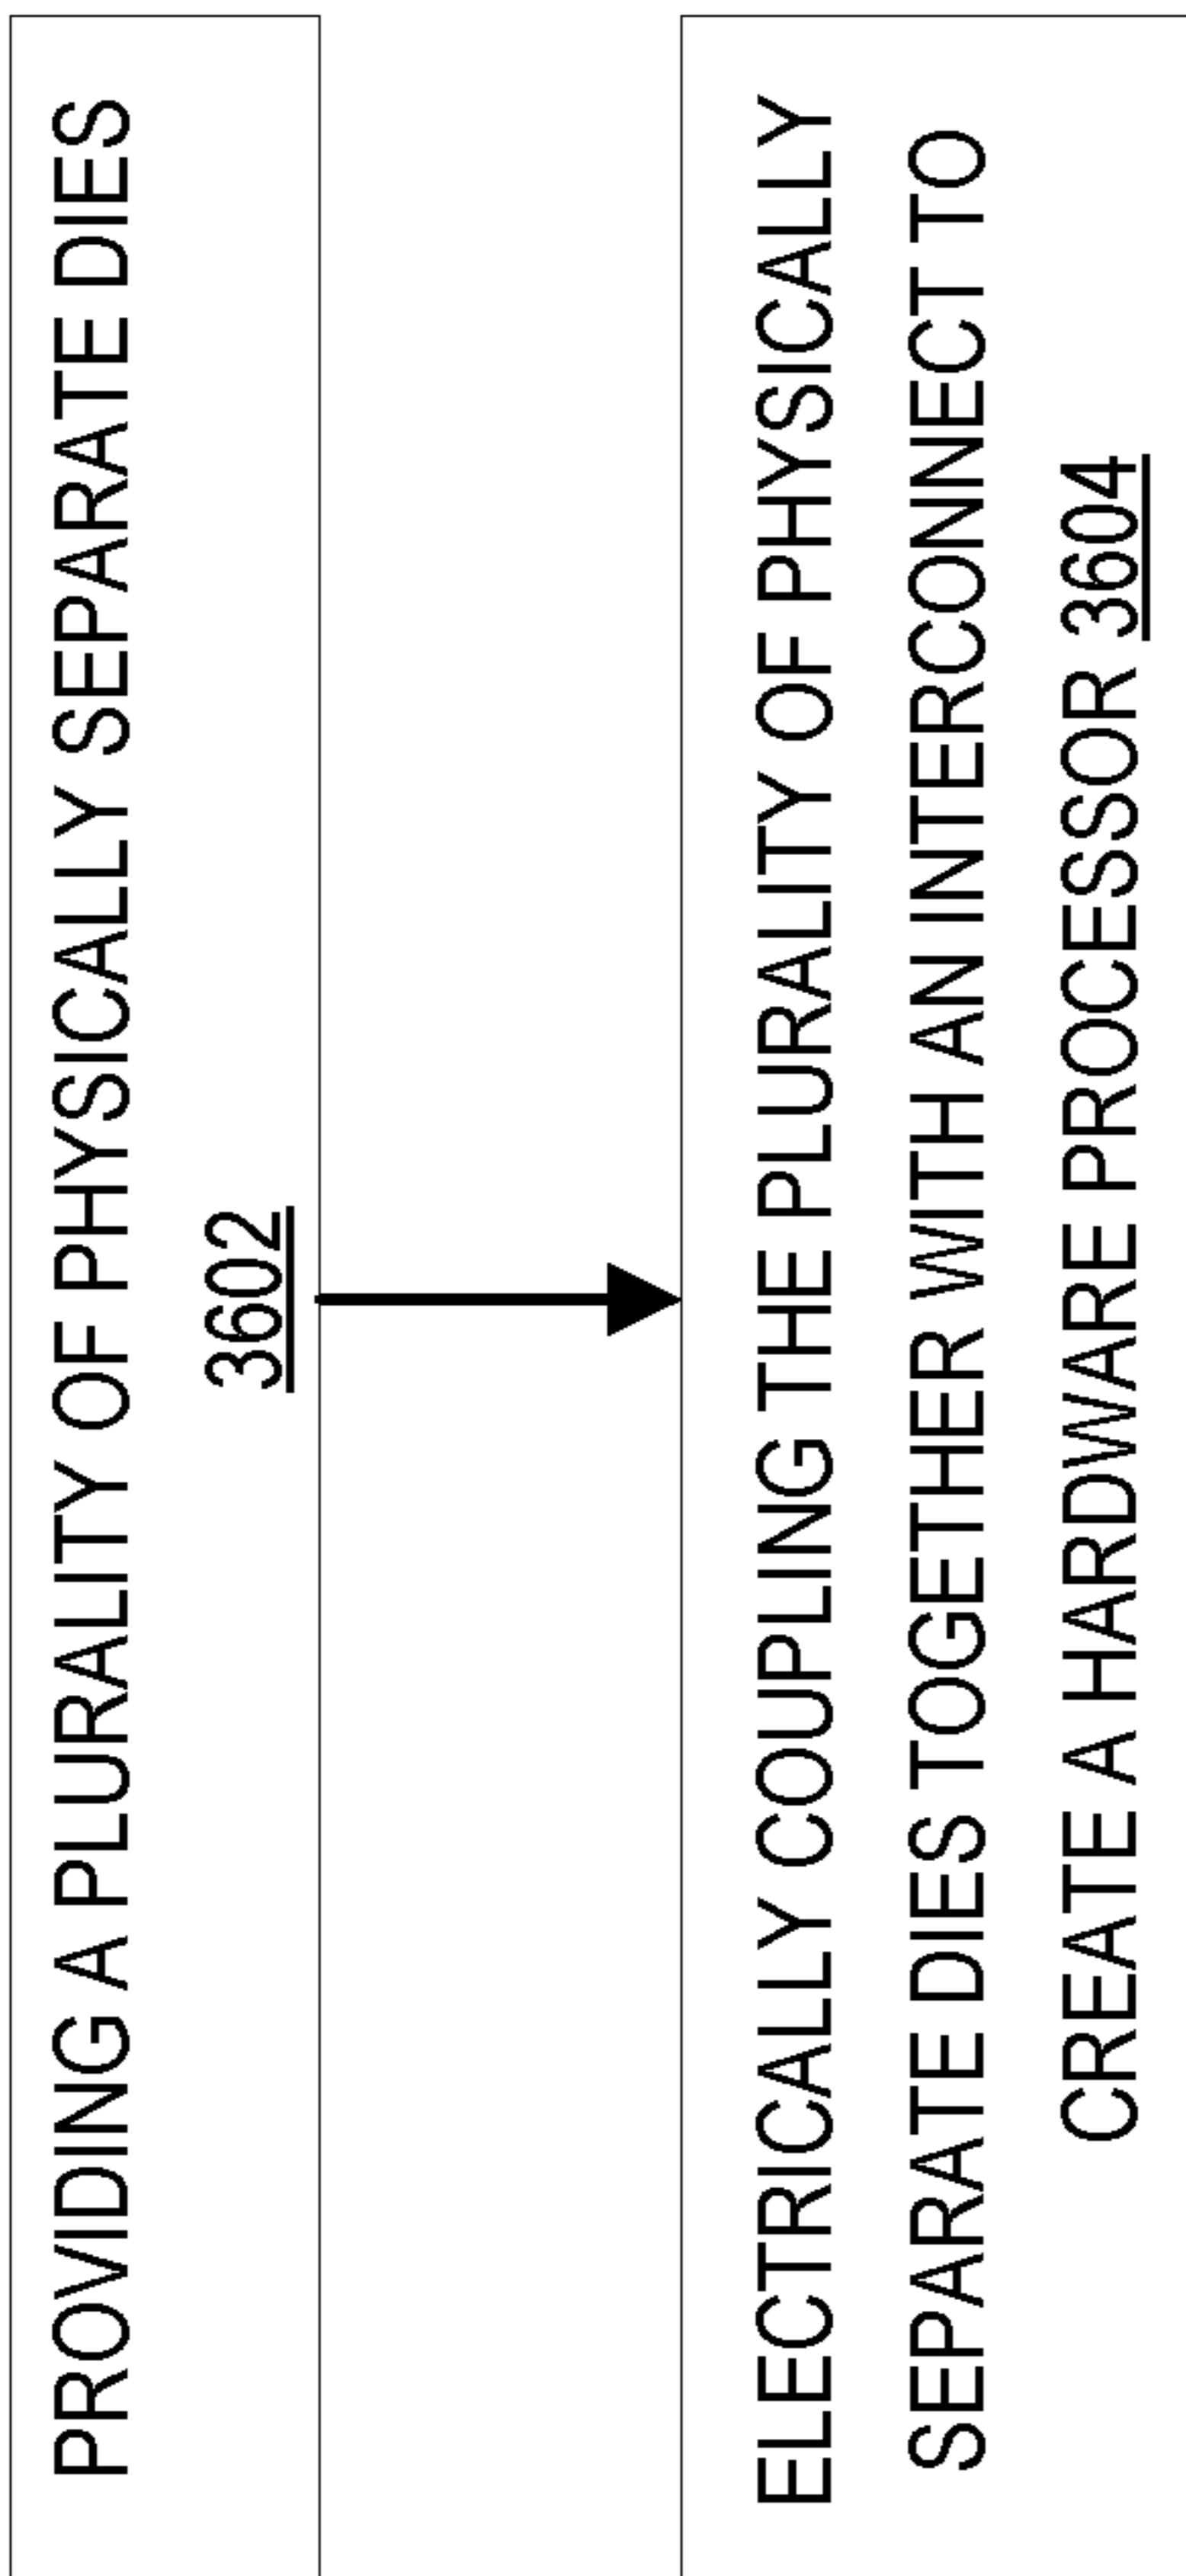 PROVIDING A PLURALITY OF PHYSICALLY SEPARATE DIES
3602
ELECTRICALLY COUPLING THE PLURALITY OF PHYSICALLY
SEPARATE DIES TOGETHER WITH AN INTERCONNECT TO
CREATE A HARDWARE PROCESSOR 3604